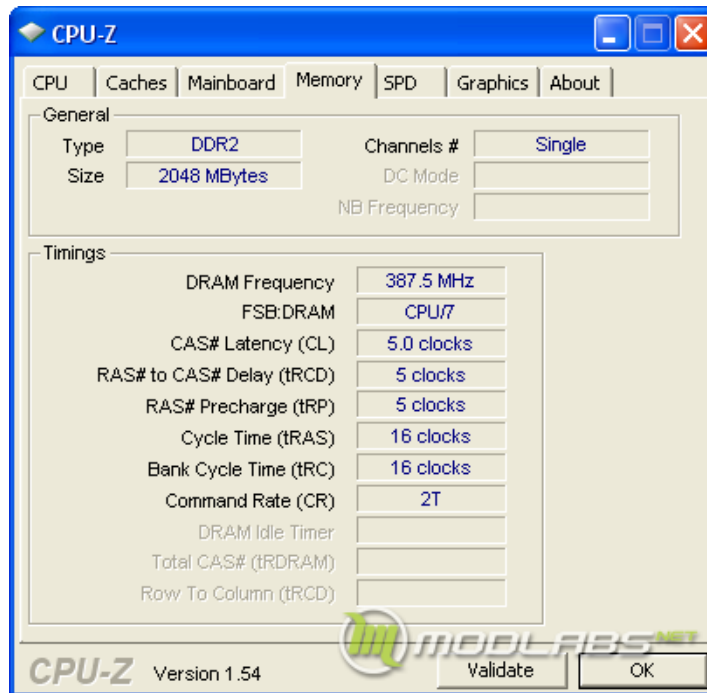 CPU-Z
CPU Caches Mainboard Memory SPD Graphics About
General
Type DDR2 Channels # Single
Size 2048 MBytes DC Mode
NB Frequency
Timings
DRAM Frequency 387.5 MHz
FSB:DRAM CPU/7
CAS# Latency (CL) 5.0 clocks
RAS# to CAS# Delay (tRCD) 5 clocks
RAS# Precharge (tRP) 5 clocks
Cycle Time (tRAS) 16 clocks
Bank Cycle Time (tRC) 16 clocks
Command Rate (CR) 2T
DRAM Idle Timer
Total CAS# (tRDRAM)
Row To Column (tRCD)
MODLABS.NET
CPU-Z Version 1.54 Validate OK